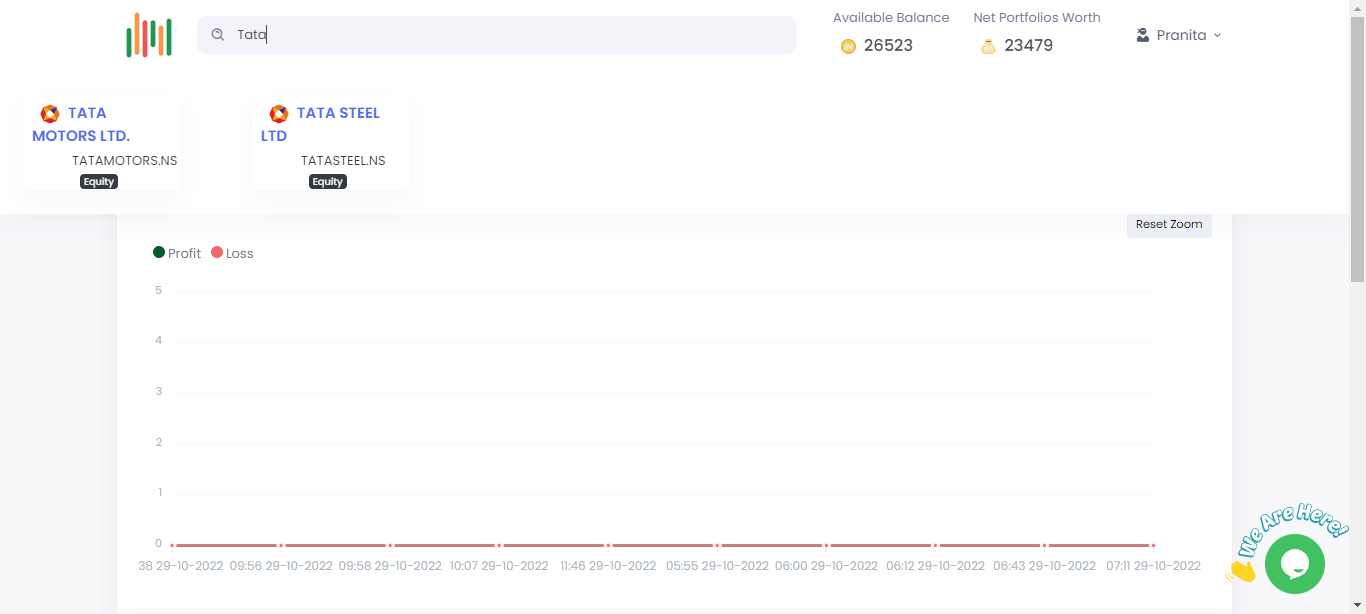 Tata
Available Balance
26523
Net Portfolios Worth
23479
Pranita
TATA
MOTORS LTD.
TATAMOTORS.NS
Equity
TATA STEEL
LTD
TATASTEEL.NS
Equity
Reset Zoom
Profit Loss
5
4
3
2
1
0
38 29-10-2022 09:56 29-10-2022 09:58 29-10-2022 10:07 29-10-2022 11:46 29-10-2022 05:55 29-10-2022 06:00 29-10-2022 06:12 29-10-2022 06:43 29-10-2022 07:11 29-10-2022
We Are Here!